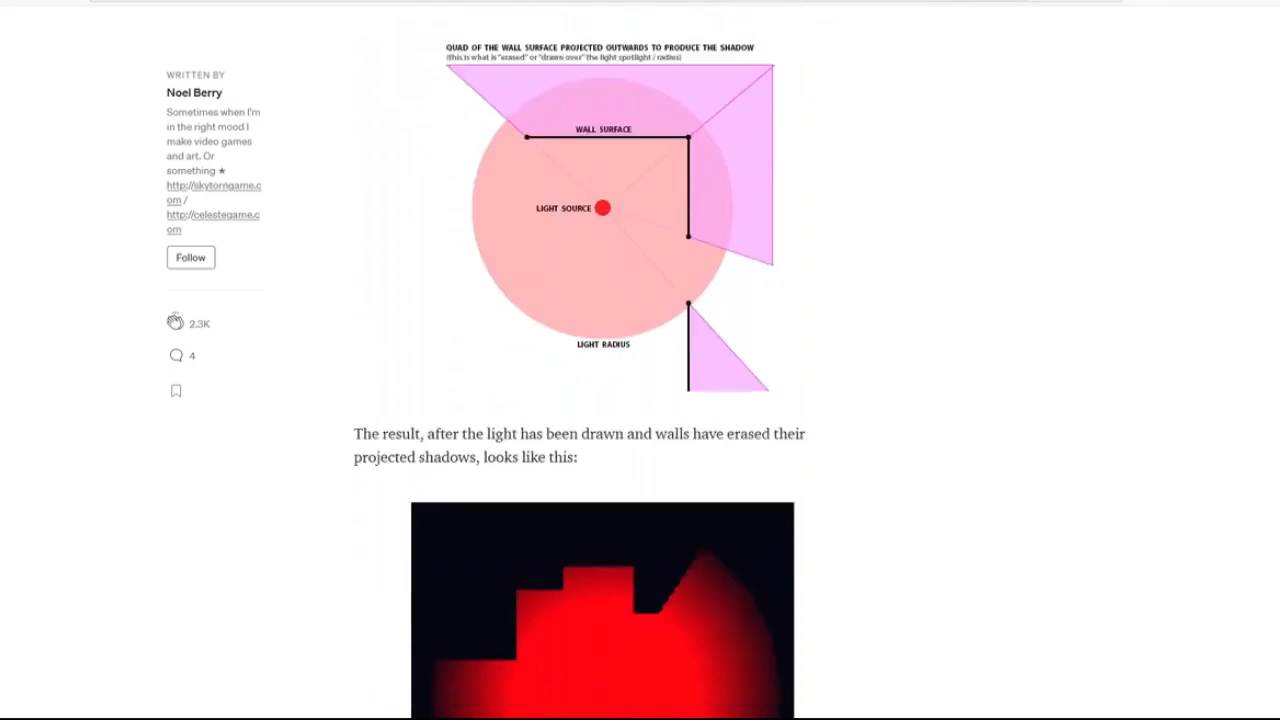 QUAD OF THE WALL SURFACE PROJECTED OUTWARDS TO PRODUCE THE SHADOW
(this is what is "erased" or "drawn over" the light spotlight / radius)
WRITTEN BY
Noel Berry
Sometimes when I'm
in the right mood I
make video games
and art. Or
something ★
http://skytorngame.c
om /
http://celestegame.c
om
Follow
2.3K
4
WALL SURFACE
LIGHT SOURCE
LIGHT RADIUS
The result, after the light has been drawn and walls have erased their
projected shadows, looks like this: